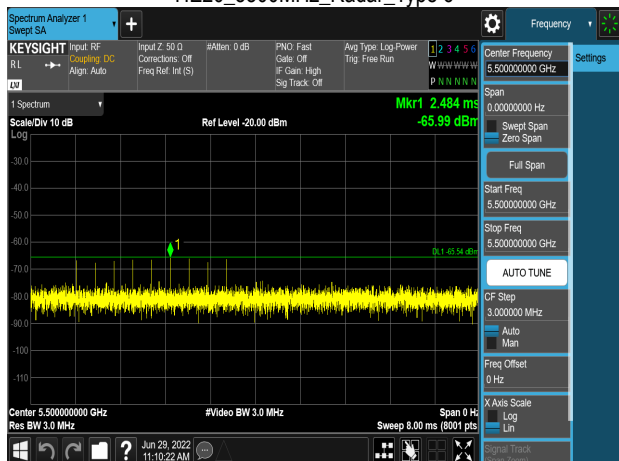 Spectrum Analyzer 1
Swept SA
Frequency
KEYSIGHT
Input: RF
Coupling: DC
Align: Auto
Input Z: 50 Ω
Corrections: Off
Freq Ref: Int (S)
#Atten: 0 dB
PNO: Fast
Gate: Off
IF Gain: High
Sig Track: Off
Avg Type: Log-Power
Trig: Free Run
1 2 3 4 5 6
W W W W W W
P N N N N N
R L
LXI
1 Spectrum
Mkr1 2.484 ms
-65.99 dBm
Scale/Div 10 dB
Ref Level -20.00 dBm
Log
-30.0
-40.0
-50.0
-60.0
-70.0
-80.0
-90.0
-100
-110
1
DL1 -65.54 dBm
Center 5.500000000 GHz
Res BW 3.0 MHz
#Video BW 3.0 MHz
Span 0 Hz
Sweep 8.00 ms (8001 pts)
Jun 29, 2022
11:10:22 AM
Center Frequency
5.500000000 GHz
Span
0.00000000 Hz
Swept Span
Zero Span
Full Span
Start Freq
5.500000000 GHz
Stop Freq
5.500000000 GHz
AUTO TUNE
CF Step
3.000000 MHz
Auto
Man
Freq Offset
0 Hz
X Axis Scale
Log
Lin
Signal Track
Settings